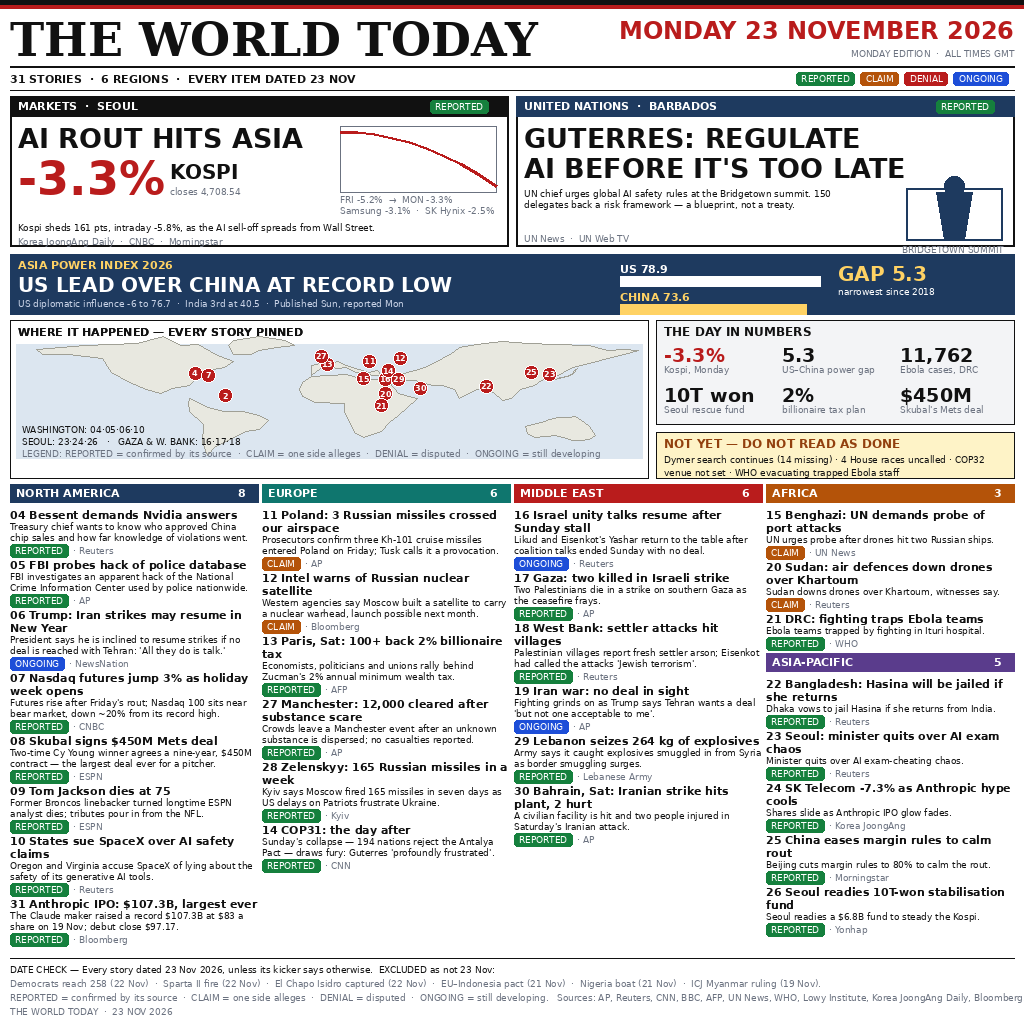 THE WORLD TODAY
MONDAY 23 NOVEMBER 2026
MONDAY EDITION · ALL TIMES GMT
31 STORIES · 6 REGIONS · EVERY ITEM DATED 23 NOV
REPORTED CLAIM DENIAL ONGOING
MARKETS · SEOUL
REPORTED
AI ROUT HITS ASIA
-3.3% KOSPI
closes 4,708.54
FRI -5.2% → MON -3.3%
Samsung -3.1% · SK Hynix -2.5%
Kospi sheds 161 pts, intraday -5.8%, as the AI sell-off spreads from Wall Street.
Korea JoongAng Daily · CNBC · Morningstar
UNITED NATIONS · BARBADOS
REPORTED
GUTERRES: REGULATE
AI BEFORE IT'S TOO LATE
UN chief urges global AI safety rules at the Bridgetown summit. 150
delegates back a risk framework — a blueprint, not a treaty.
UN News · UN Web TV
BRIDGETOWN SUMMIT
ASIA POWER INDEX 2026
US LEAD OVER CHINA AT RECORD LOW
US diplomatic influence -6 to 76.7 · India 3rd at 40.5 · Published Sun, reported Mon
US 78.9
CHINA 73.6
GAP 5.3
narrowest since 2018
WHERE IT HAPPENED — EVERY STORY PINNED
27
13
11
12
4
7
14
15
16
29
25
23
2
20
30
22
21
WASHINGTON: 04·05·06·10
SEOUL: 23·24·26 · GAZA & W. BANK: 16·17·18
LEGEND: REPORTED = confirmed by its source · CLAIM = one side alleges · DENIAL = disputed · ONGOING = still developing
THE DAY IN NUMBERS
-3.3% 5.3 11,762
Kospi, Monday US–China power gap Ebola cases, DRC
10T won 2% $450M
Seoul rescue fund billionaire tax plan Skubal's Mets deal
NOT YET — DO NOT READ AS DONE
Dymer search continues (14 missing) · 4 House races uncalled · COP32
venue not set · WHO evacuating trapped Ebola staff
NORTH AMERICA 8
04 Bessent demands Nvidia answers
Treasury chief wants to know who approved China
chip sales and how far knowledge of violations went.
REPORTED · Reuters
05 FBI probes hack of police database
FBI investigates an apparent hack of the National
Crime Information Center used by police nationwide.
REPORTED · AP
06 Trump: Iran strikes may resume in
New Year
President says he is inclined to resume strikes if no
deal is reached with Tehran: 'All they do is talk.'
ONGOING · NewsNation
07 Nasdaq futures jump 3% as holiday
week opens
Futures rise after Friday's rout; Nasdaq 100 sits near
bear market, down ~20% from its record high.
REPORTED · CNBC
08 Skubal signs $450M Mets deal
Two-time Cy Young winner agrees a nine-year, $450M
contract — the largest deal ever for a pitcher.
REPORTED · ESPN
09 Tom Jackson dies at 75
Former Broncos linebacker turned longtime ESPN
analyst dies; tributes pour in from the NFL.
REPORTED · ESPN
10 States sue SpaceX over AI safety
claims
Oregon and Virginia accuse SpaceX of lying about the
safety of its generative AI tools.
REPORTED · Reuters
31 Anthropic IPO: $107.3B, largest ever
The Claude maker raised a record $107.3B at $83 a
share on 19 Nov; debut close $97.17.
REPORTED · Bloomberg
EUROPE 6
11 Poland: 3 Russian missiles crossed
our airspace
Prosecutors confirm three Kh-101 cruise missiles
entered Poland on Friday; Tusk calls it a provocation.
CLAIM · AP
12 Intel warns of Russian nuclear
satellite
Western agencies say Moscow built a satellite to carry
a nuclear warhead, launch possible next month.
CLAIM · Bloomberg
13 Paris, Sat: 100+ back 2% billionaire
tax
Economists, politicians and unions rally behind
Zucman's 2% annual minimum wealth tax.
REPORTED · AFP
27 Manchester: 12,000 cleared after
substance scare
Crowds leave a Manchester event after an unknown
substance is dispersed; no casualties reported.
REPORTED · AP
28 Zelenskyy: 165 Russian missiles in a
week
Kyiv says Moscow fired 165 missiles in seven days as
US delays on Patriots frustrate Ukraine.
REPORTED · Kyiv
14 COP31: the day after
Sunday's collapse — 194 nations reject the Antalya
Pact — draws fury: Guterres 'profoundly frustrated'.
REPORTED · CNN
MIDDLE EAST 6
16 Israel unity talks resume after
Sunday stall
Likud and Eisenkot's Yashar return to the table after
coalition talks ended Sunday with no deal.
ONGOING · Reuters
17 Gaza: two killed in Israeli strike
Two Palestinians die in a strike on southern Gaza as
the ceasefire frays.
REPORTED · AP
18 West Bank: settler attacks hit
villages
Palestinian villages report fresh settler arson; Eisenkot
had called the attacks 'Jewish terrorism'.
REPORTED · Reuters
19 Iran war: no deal in sight
Fighting grinds on as Trump says Tehran wants a deal
'but not one acceptable to me'.
ONGOING · AP
29 Lebanon seizes 264 kg of explosives
Army says it caught explosives smuggled in from Syria
as border smuggling surges.
REPORTED · Lebanese Army
30 Bahrain, Sat: Iranian strike hits
plant, 2 hurt
A civilian facility is hit and two people injured in
Saturday's Iranian attack.
REPORTED · AP
AFRICA 3
15 Benghazi: UN demands probe of
port attacks
UN urges probe after drones hit two Russian ships.
CLAIM · UN News
20 Sudan: air defences down drones
over Khartoum
Sudan downs drones over Khartoum, witnesses say.
CLAIM · Reuters
21 DRC: fighting traps Ebola teams
Ebola teams trapped by fighting in Ituri hospital.
REPORTED · WHO
ASIA-PACIFIC 5
22 Bangladesh: Hasina will be jailed if
she returns
Dhaka vows to jail Hasina if she returns from India.
REPORTED · Reuters
23 Seoul: minister quits over AI exam
chaos
Minister quits over AI exam-cheating chaos.
REPORTED · Reuters
24 SK Telecom -7.3% as Anthropic hype
cools
Shares slide as Anthropic IPO glow fades.
REPORTED · Korea JoongAng
25 China eases margin rules to calm
rout
Beijing cuts margin rules to 80% to calm the rout.
REPORTED · Morningstar
26 Seoul readies 10T-won stabilisation
fund
Seoul readies a $6.8B fund to steady the Kospi.
REPORTED · Yonhap
DATE CHECK — Every story dated 23 Nov 2026, unless its kicker says otherwise. EXCLUDED as not 23 Nov:
Democrats reach 258 (22 Nov) · Sparta II fire (22 Nov) · El Chapo Isidro captured (22 Nov) · EU–Indonesia pact (21 Nov) · Nigeria boat (21 Nov) · ICJ Myanmar ruling (19 Nov).
REPORTED = confirmed by its source · CLAIM = one side alleges · DENIAL = disputed · ONGOING = still developing. Sources: AP, Reuters, CNN, BBC, AFP, UN News, WHO, Lowy Institute, Korea JoongAng Daily, Bloomberg
THE WORLD TODAY · 23 NOV 2026